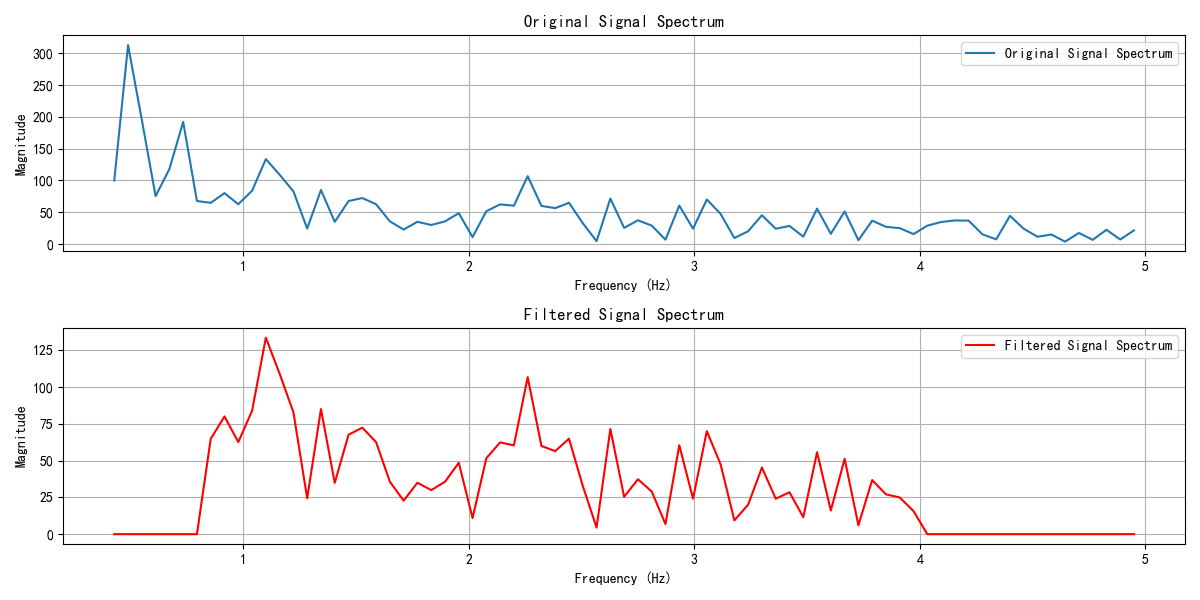 Original Signal Spectrum
Original Signal Spectrum
Magnitude
300
250
200
150
100
50
0
1
2
3
4
5
Frequency (Hz)
Filtered Signal Spectrum
Filtered Signal Spectrum
Magnitude
125
100
75
50
25
0
1
2
3
4
5
Frequency (Hz)